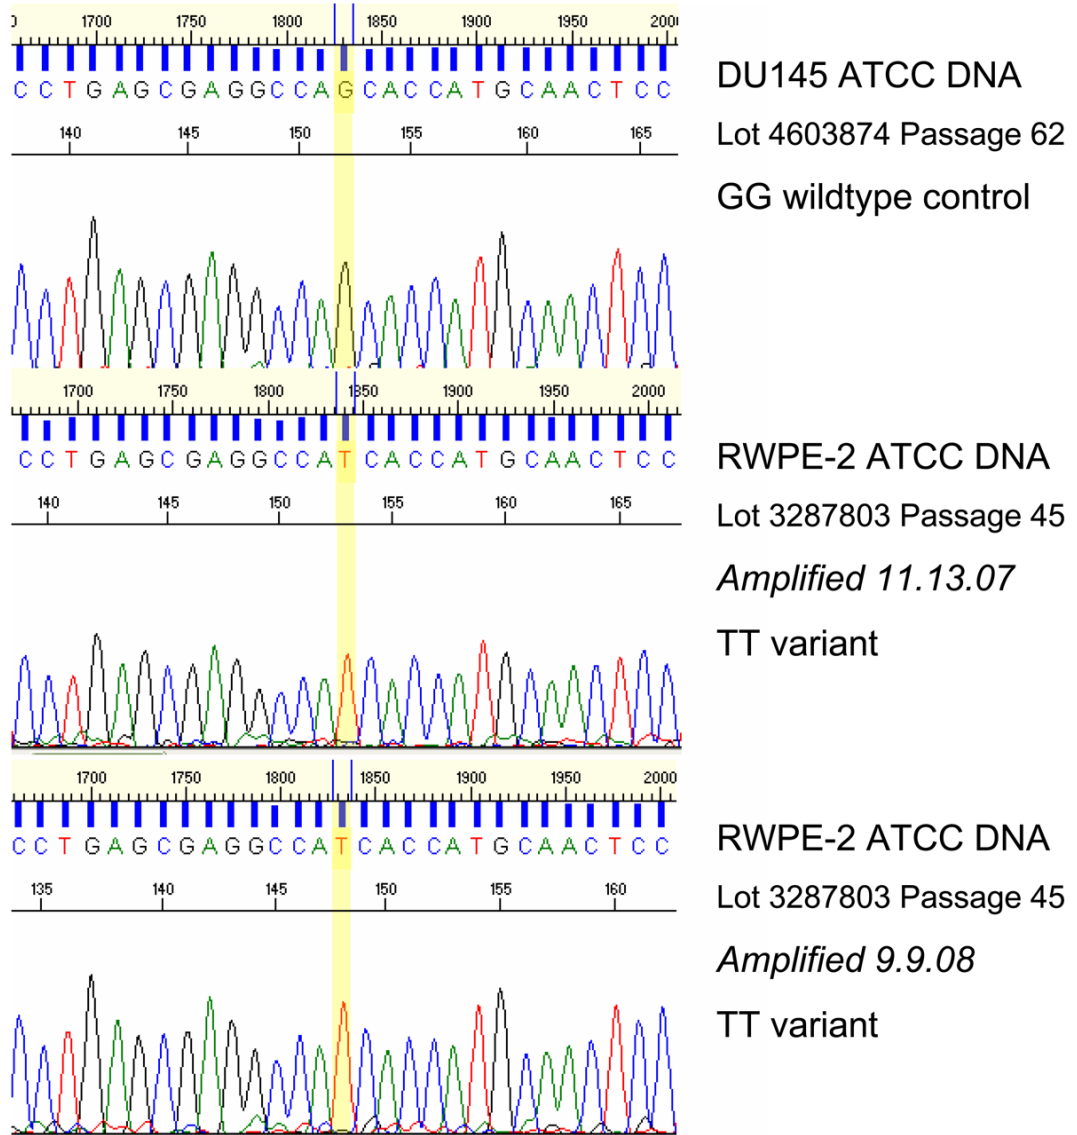 1700 1750 1800 1850 1900 1950 200
C C T G A G C G A G G C C A G C A C C A T G C A A C T C C
140 145 150 155 160 165
DU145 ATCC DNA
Lot 4603874 Passage 62
GG wildtype control
1700 1750 1800 1850 1900 1950 2000
C C T G A G C G A G G C C A T C A C C A T G C A A C T C C
140 145 150 155 160 165
RWPE-2 ATCC DNA
Lot 3287803 Passage 45
Amplified 11.13.07
TT variant
1700 1750 1800 1850 1900 1950 2000
C C T G A G C G A G G C C A T C A C C A T G C A A C T C C
135 140 145 150 155 160
RWPE-2 ATCC DNA
Lot 3287803 Passage 45
Amplified 9.9.08
TT variant